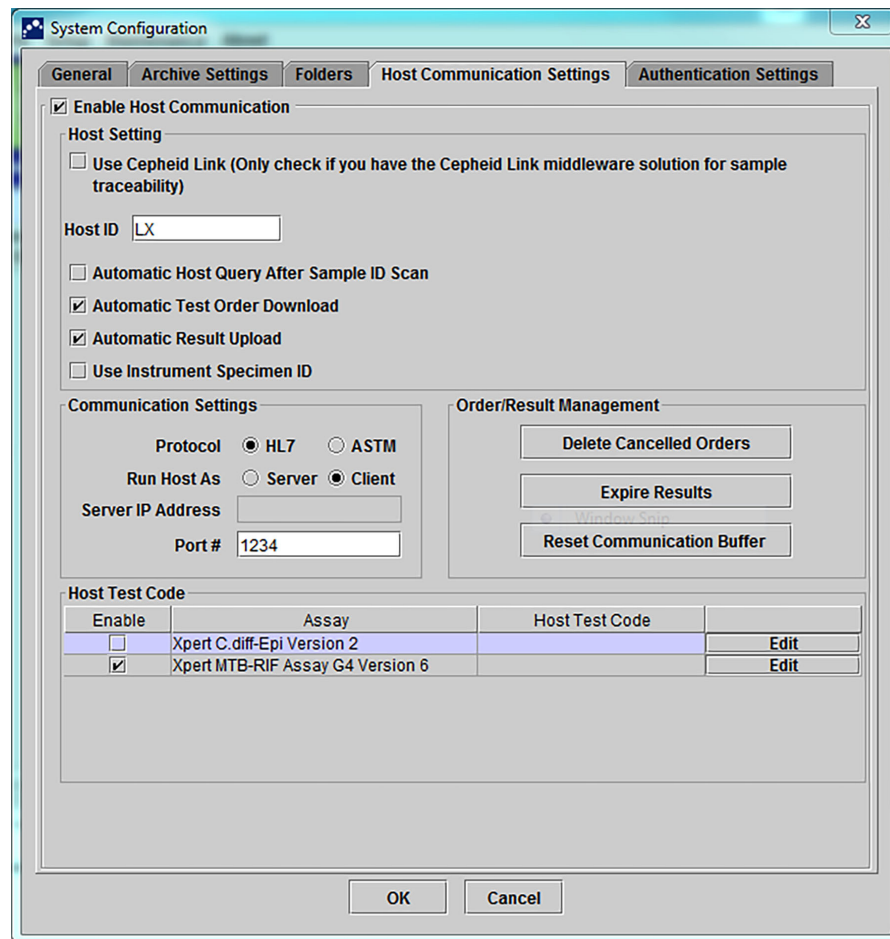 System Configuration
General Archive Settings Folders Host Communication Settings Authentication Settings
Enable Host Communication
Host Setting
Use Cepheid Link (Only check if you have the Cepheid Link middleware solution for sample
traceability)
Host ID LX
Automatic Host Query After Sample ID Scan
Automatic Test Order Download
Automatic Result Upload
Use Instrument Specimen ID
Communication Settings
Protocol HL7 ASTM
Run Host As Server Client
Server IP Address
Port # 1234
Order/Result Management
Delete Cancelled Orders
Expire Results
Window Snip
Reset Communication Buffer
Host Test Code
Enable Assay Host Test Code
Xpert C.diff-Epi Version 2 Edit
Xpert MTB-RIF Assay G4 Version 6 Edit
OK Cancel